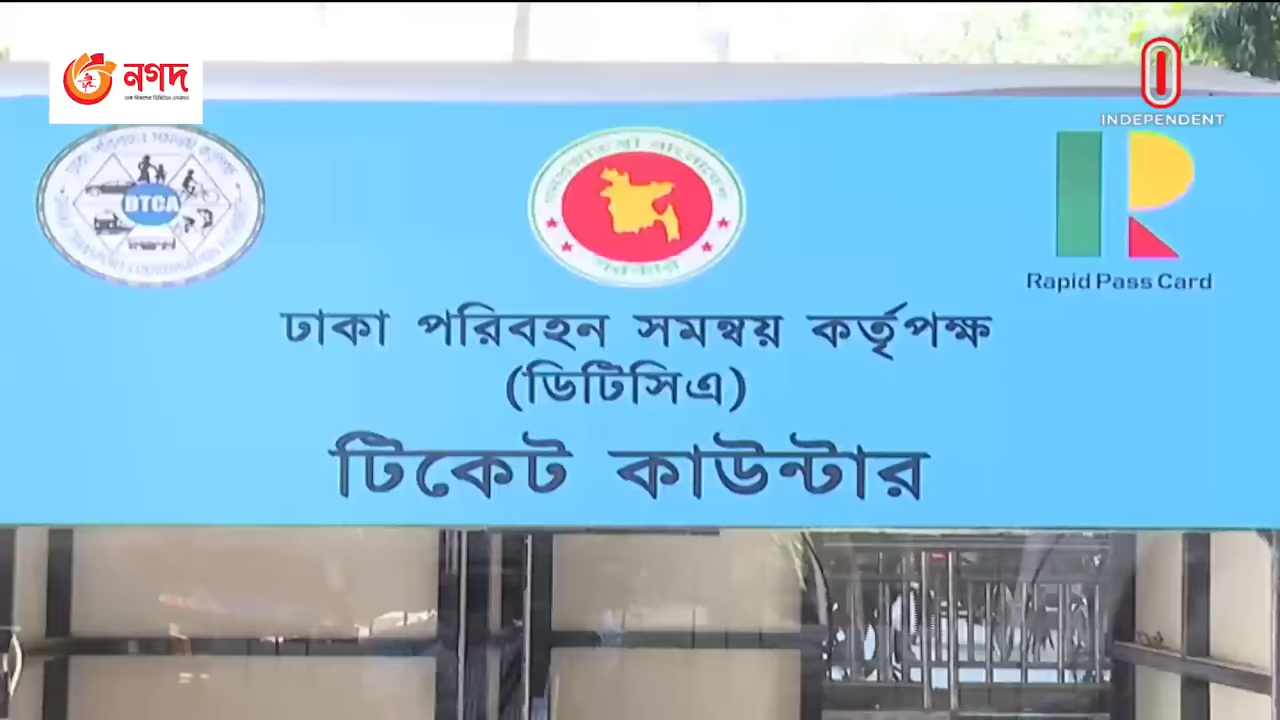 নগদ
INDEPENDENT
DTCA
Rapid Pass Card
ঢাকা পরিবহন সমন্বয় কর্তৃপক্ষ
(ডিটিসিএ)
টিকেট কাউন্টার